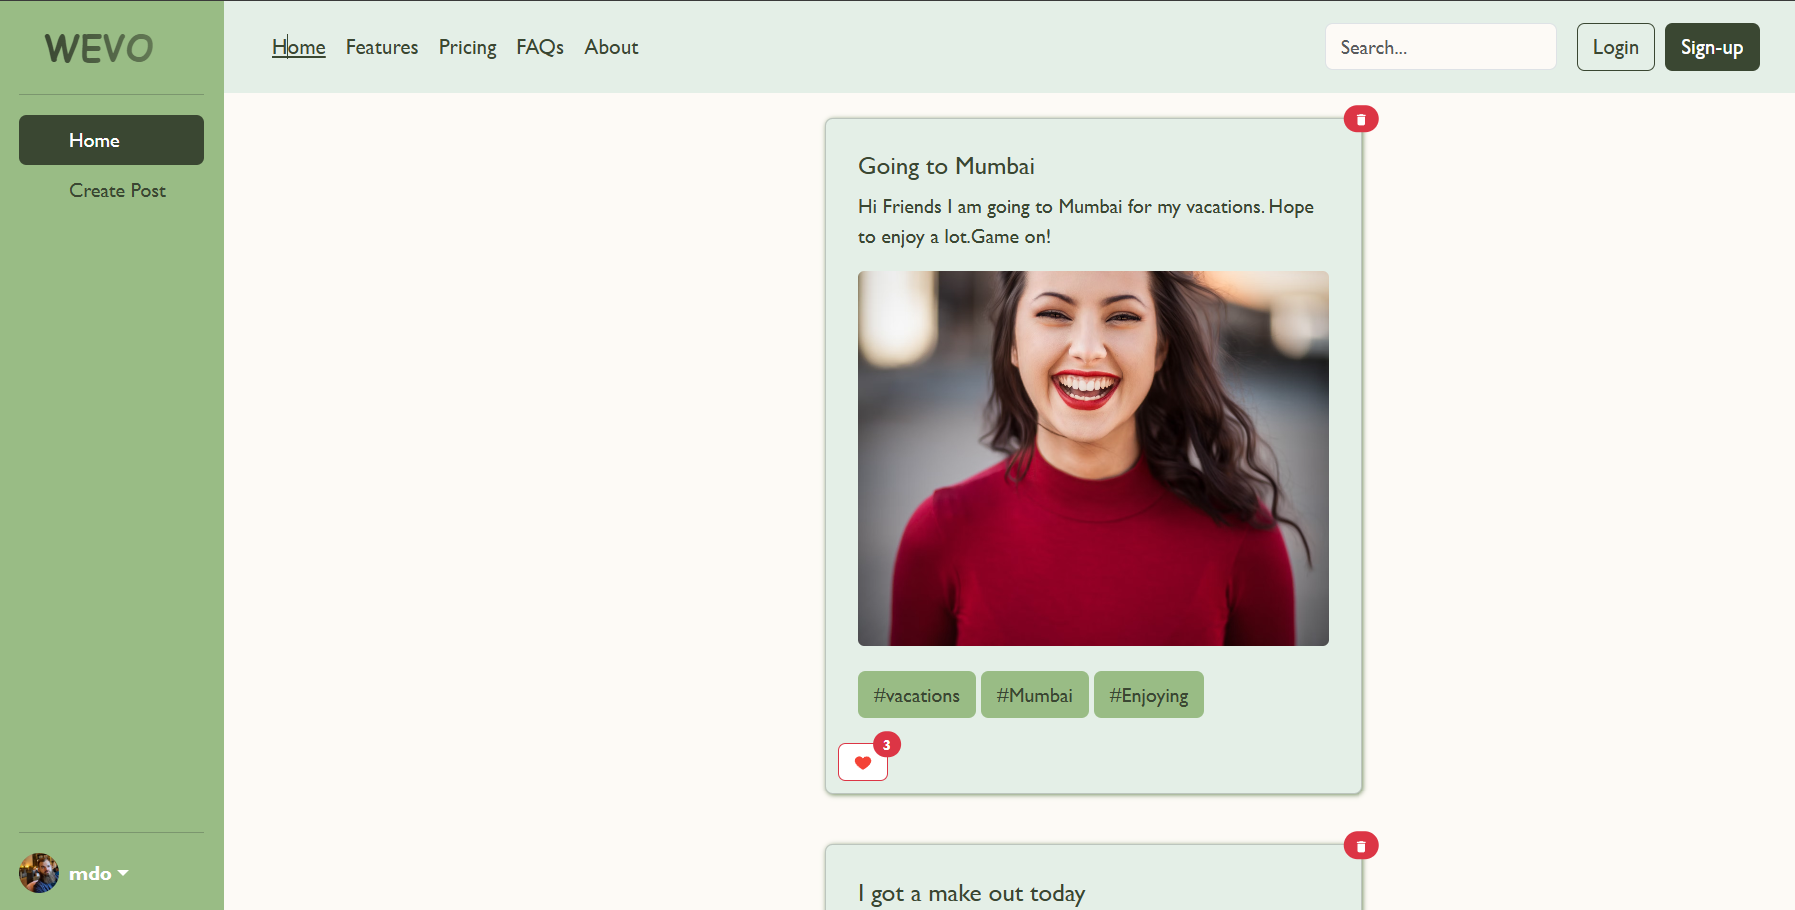 WEVO
Home
Create Post
mdo
Home Features Pricing FAQs About
Search...
Login
Sign-up
Going to Mumbai
Hi Friends I am going to Mumbai for my vacations. Hope
to enjoy a lot.Game on!
#vacations #Mumbai #Enjoying
3
I got a make out today